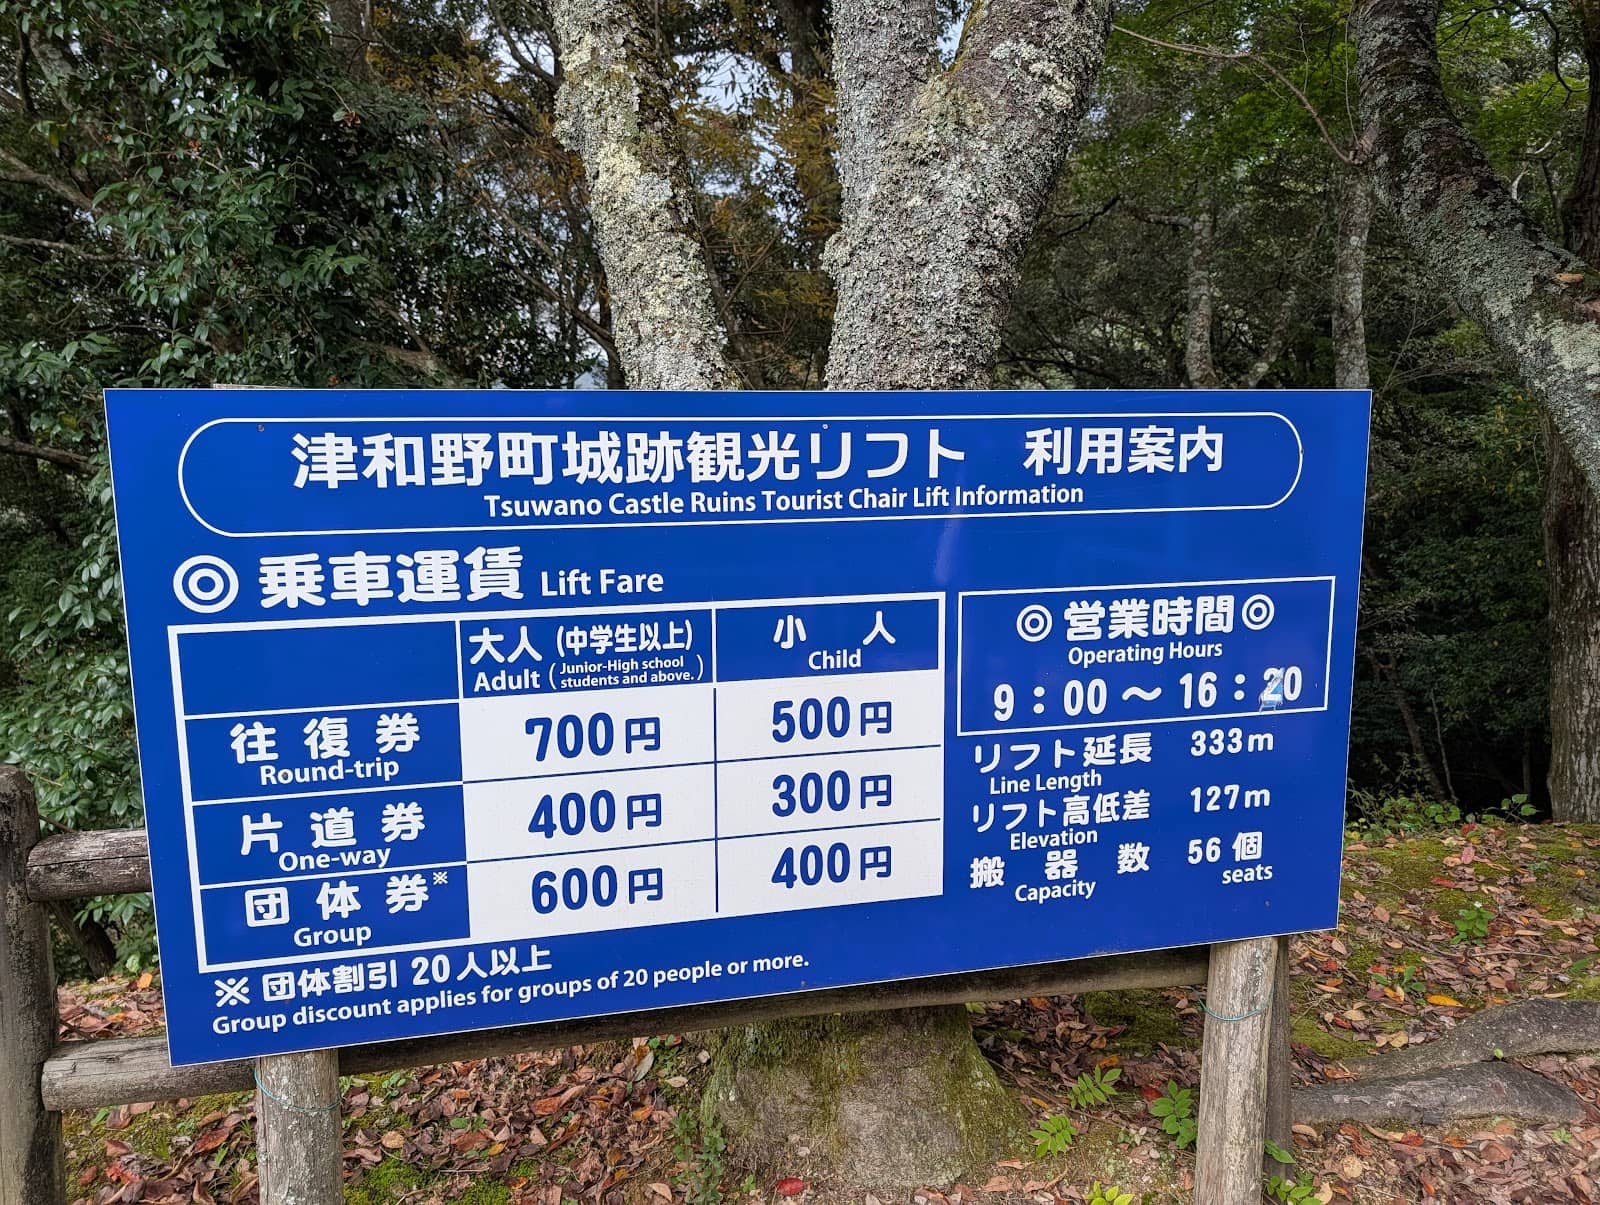 津和野町城跡観光リフト 利用案内
Tsuwano Castle Ruins Tourist Chair Lift Information
◎ 乗車運賃 Lift Fare
大人 (中学生以上)
Adult (Junior-High school students and above.)
小 人
Child
往復券 700円 500円
Round-trip
片道券 400円 300円
One-way
団体券※ 600円 400円
Group
※ 団体割引 20人以上
Group discount applies for groups of 20 people or more.
◎ 営業時間 ◎
Operating Hours
9:00 ～ 16:20
リフト延長 333m
Line Length
リフト高低差 127m
Elevation
搬器数 56個
Capacity seats